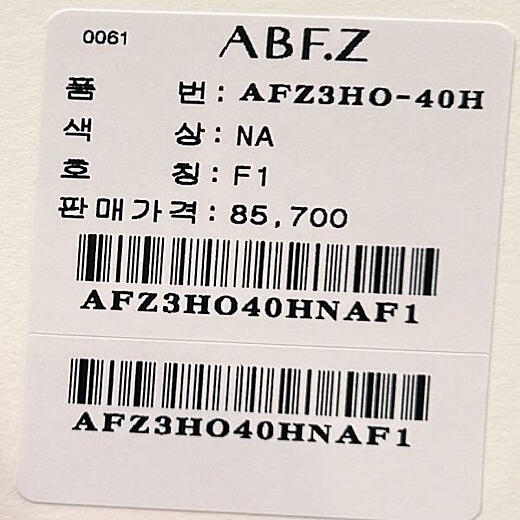 0061 ABF.Z
품 번 : AFZ3HO-40H
색 상 : NA
호 칭 : F1
판매가격 : 85,700
AFZ3HO40HNAF1
AFZ3HO40HNAF1